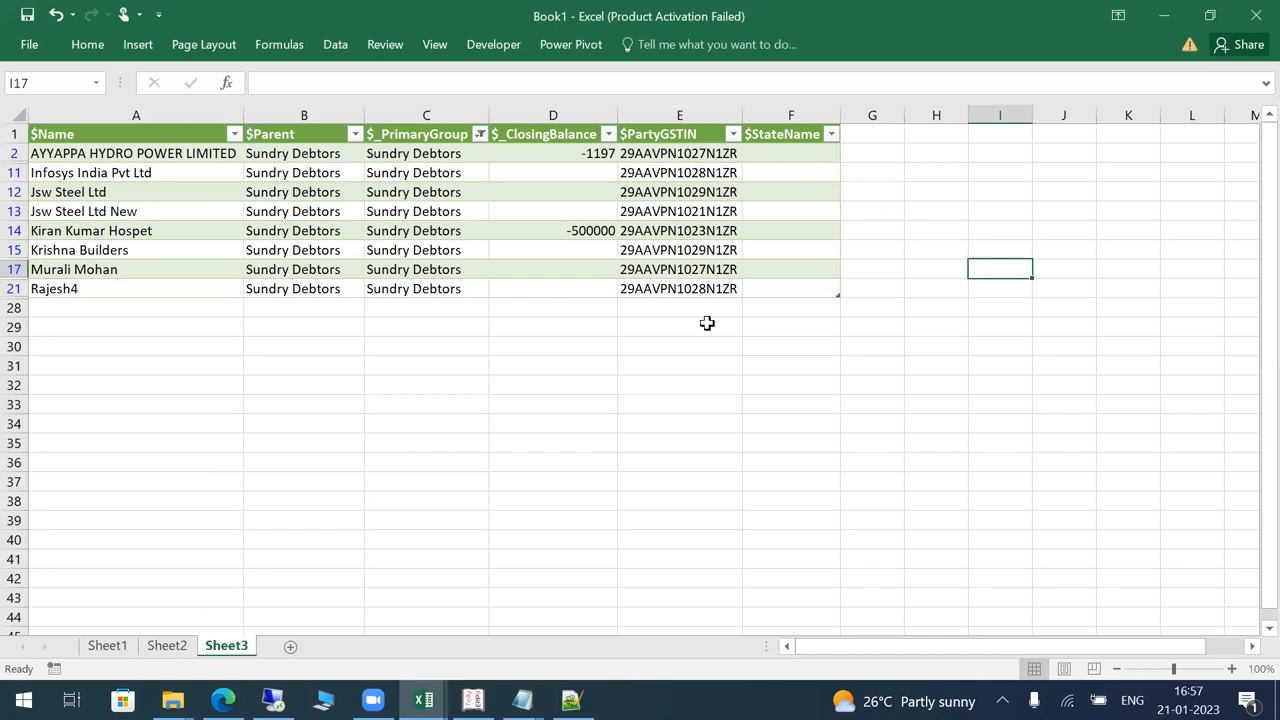 Book1 - Excel (Product Activation Failed)
File Home Insert Page Layout Formulas Data Review View Developer Power Pivot Tell me what you want to do... Share
I17 fx
A B C D E F G H I J K L M
1 $Name $Parent $_PrimaryGroup $_ClosingBalance $PartyGSTIN $StateName
2 AYYAPPA HYDRO POWER LIMITED Sundry Debtors Sundry Debtors -1197 29AAVPN1027N1ZR
11 Infosys India Pvt Ltd Sundry Debtors Sundry Debtors 29AAVPN1028N1ZR
12 Jsw Steel Ltd Sundry Debtors Sundry Debtors 29AAVPN1029N1ZR
13 Jsw Steel Ltd New Sundry Debtors Sundry Debtors 29AAVPN1021N1ZR
14 Kiran Kumar Hospet Sundry Debtors Sundry Debtors -500000 29AAVPN1023N1ZR
15 Krishna Builders Sundry Debtors Sundry Debtors 29AAVPN1029N1ZR
17 Murali Mohan Sundry Debtors Sundry Debtors 29AAVPN1027N1ZR
21 Rajesh4 Sundry Debtors Sundry Debtors 29AAVPN1028N1ZR
28
29
30
31
32
33
34
35
36
37
38
39
40
41
42
43
44
45
Sheet1 Sheet2 Sheet3
Ready 100%
26°C Partly sunny ENG 16:57
21-01-2023 1